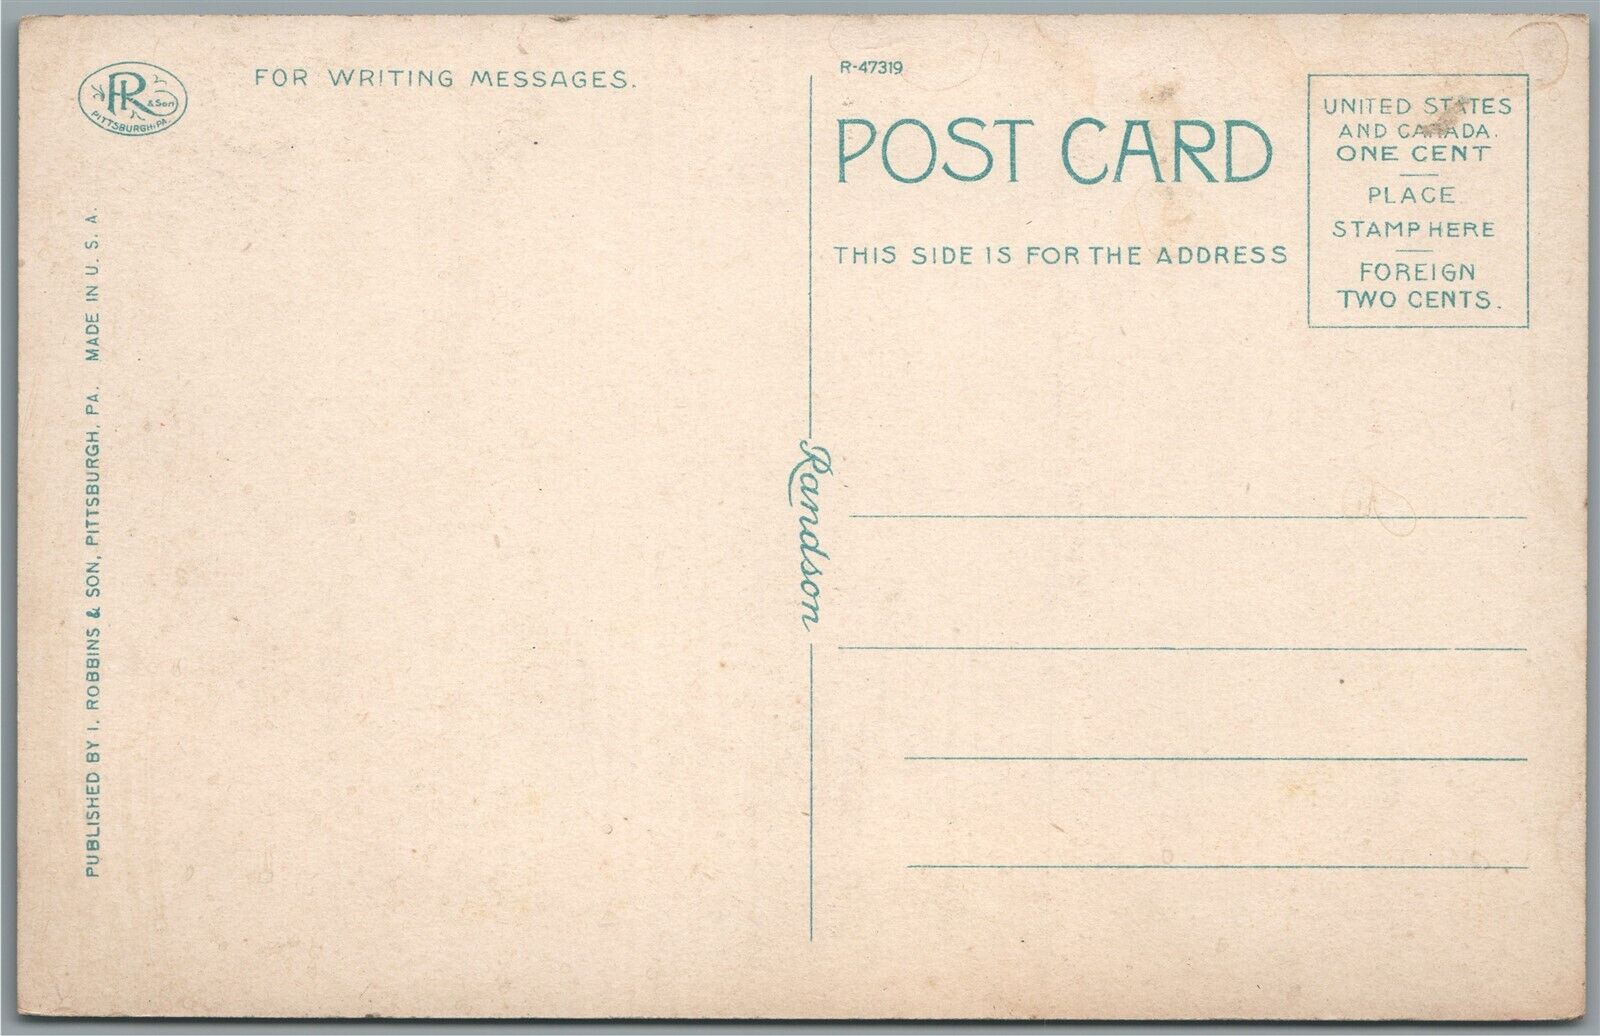 R & Son
PITTSBURGH, PA.
FOR WRITING MESSAGES.
PUBLISHED BY I. ROBBINS & SON, PITTSBURGH, PA. MADE IN U. S. A.
Randson
R-47319
POST CARD
THIS SIDE IS FOR THE ADDRESS
UNITED STATES
AND CANADA.
ONE CENT
PLACE
STAMP HERE
FOREIGN
TWO CENTS.